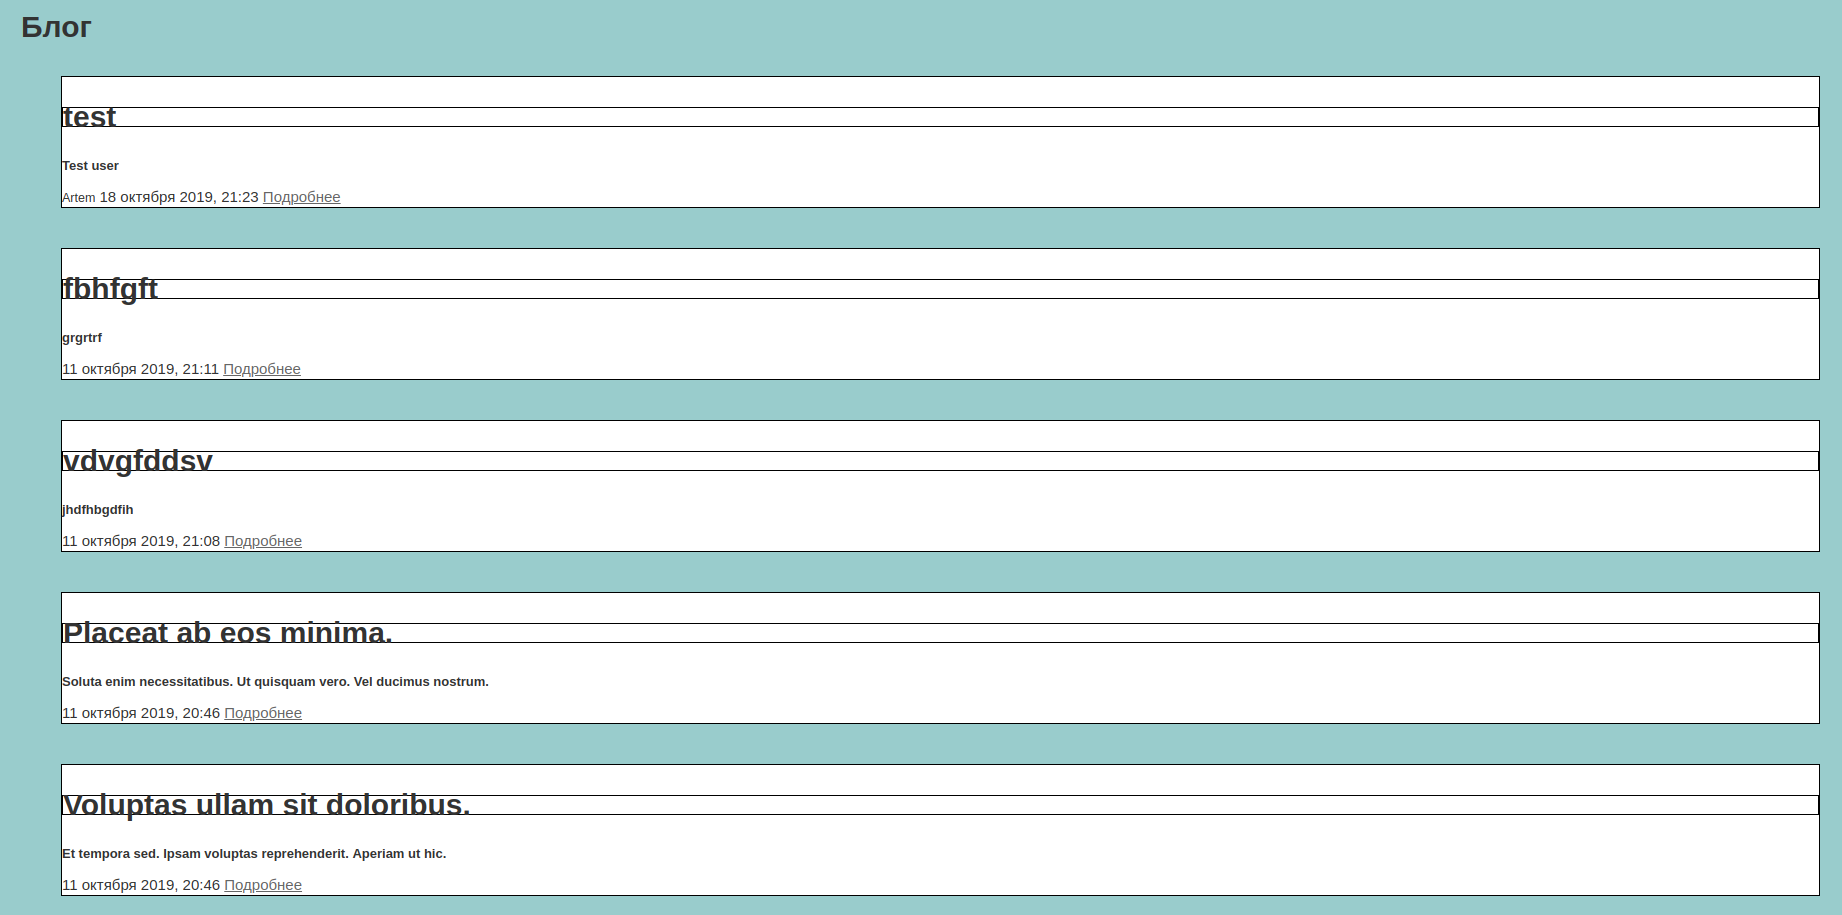 Блог
test
Test user
Artem 18 октября 2019, 21:23 Подробнее
fbhfgft
grgrtrf
11 октября 2019, 21:11 Подробнее
vdvgfddsv
jhdfhbgdfih
11 октября 2019, 21:08 Подробнее
Placeat ab eos minima.
Soluta enim necessitatibus. Ut quisquam vero. Vel ducimus nostrum.
11 октября 2019, 20:46 Подробнее
Voluptas ullam sit doloribus.
Et tempora sed. Ipsam voluptas reprehenderit. Aperiam ut hic.
11 октября 2019, 20:46 Подробнее